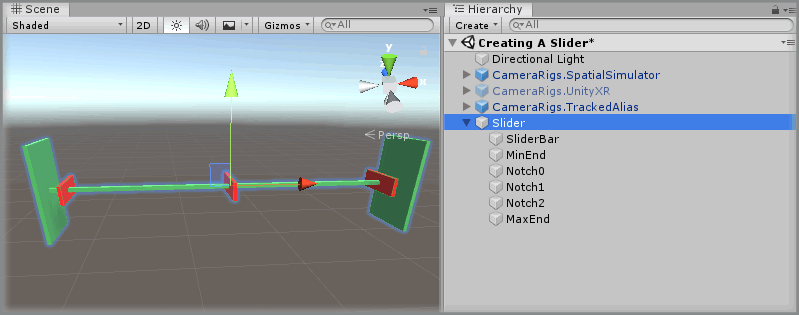 Scene
Shaded
2D
Gizmos
All
y
x
z
Persp
Hierarchy
Create
All
Creating A Slider*
Directional Light
CameraRigs.SpatialSimulator
CameraRigs.UnityXR
CameraRigs.TrackedAlias
Slider
SliderBar
MinEnd
Notch0
Notch1
Notch2
MaxEnd